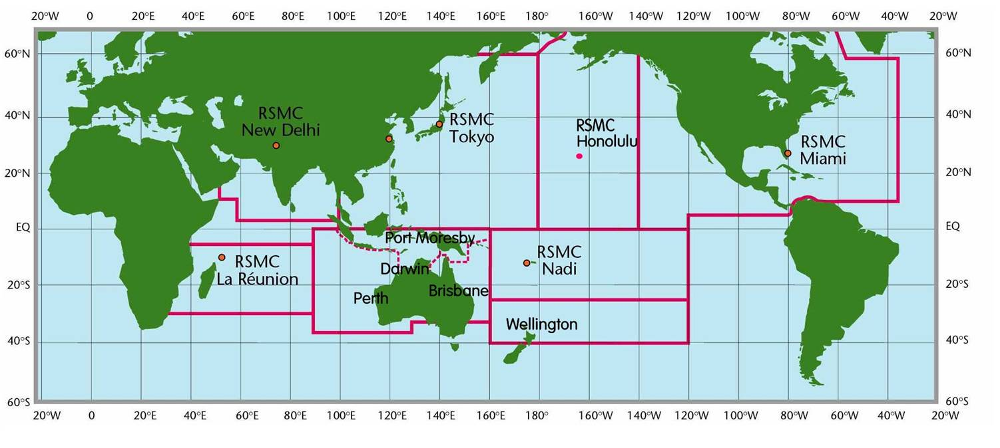 20°W 0 20°E 40°E 60°E 80°E 100°E 120°E 140°E 160°E 180° 160°W 140°W 120°W 100°W 80°W 60°W 40°W 20°W
60°N 60°N
40°N 40°N
RSMC
New Delhi
RSMC
Tokyo
RSMC
Honolulu
RSMC
Miami
20°N 20°N
EQ EQ
Port Moresby
RSMC
La Réunion
Darwin
RSMC
Nadi
20°S 20°S
Perth
Brisbane
Wellington
40°S 40°S
60°S 60°S
20°W 0 20°E 40°E 60°E 80°E 100°E 120°E 140°E 160°E 180° 160°W 140°W 120°W 100°W 80°W 60°W 40°W 20°W